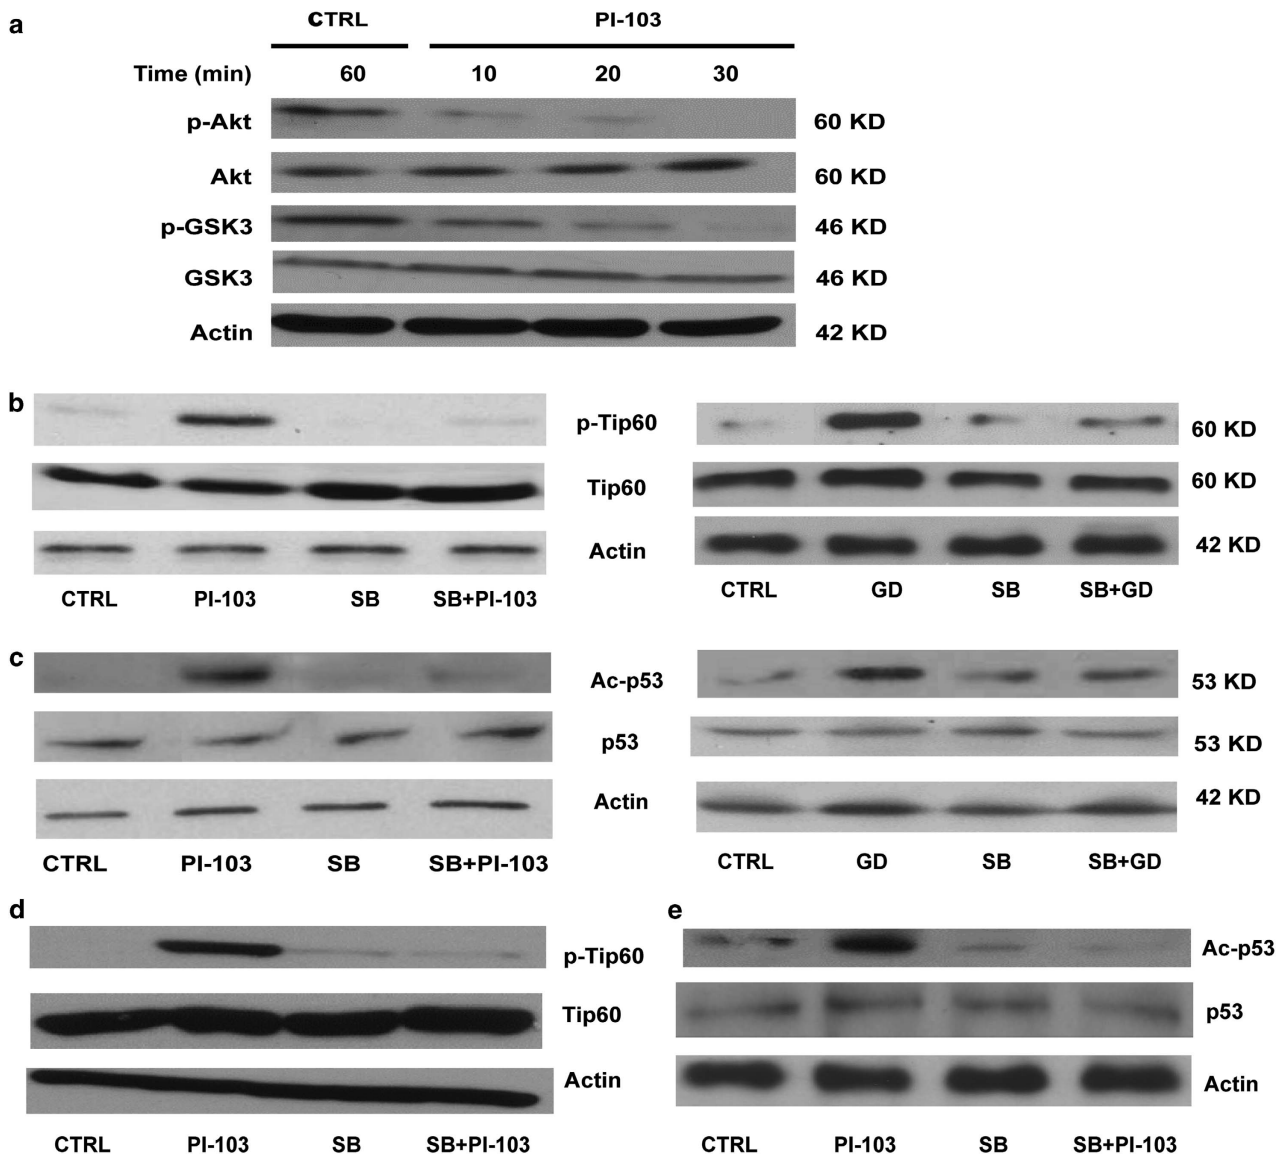 a
CTRL PI-103
Time (min) 60 10 20 30
p-Akt 60 KD
Akt 60 KD
p-GSK3 46 KD
GSK3 46 KD
Actin 42 KD
b
p-Tip60 60 KD
Tip60 60 KD
Actin 42 KD
CTRL PI-103 SB SB+PI-103 CTRL GD SB SB+GD
c
Ac-p53 53 KD
p53 53 KD
Actin 42 KD
CTRL PI-103 SB SB+PI-103 CTRL GD SB SB+GD
d
p-Tip60
Tip60
Actin
CTRL PI-103 SB SB+PI-103
e
Ac-p53
p53
Actin
CTRL PI-103 SB SB+PI-103